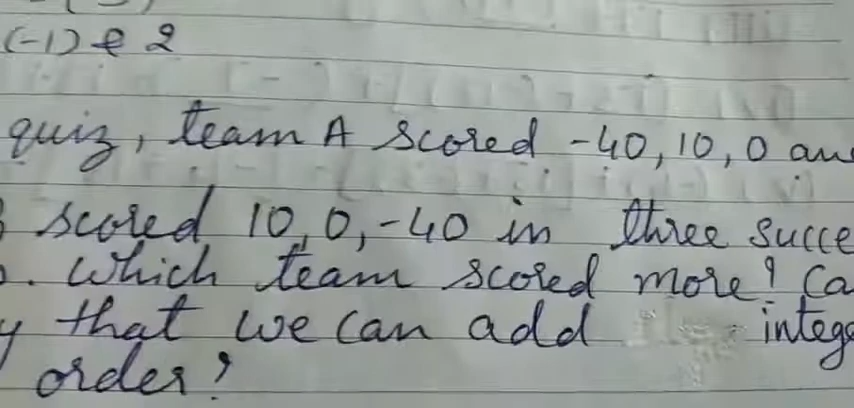 (-1) e 2
quiz, team A scored -40, 10, 0 an
scored 10, 0, -40 in three succe
. Which team scored more? Ca
y that we can add integ
order?